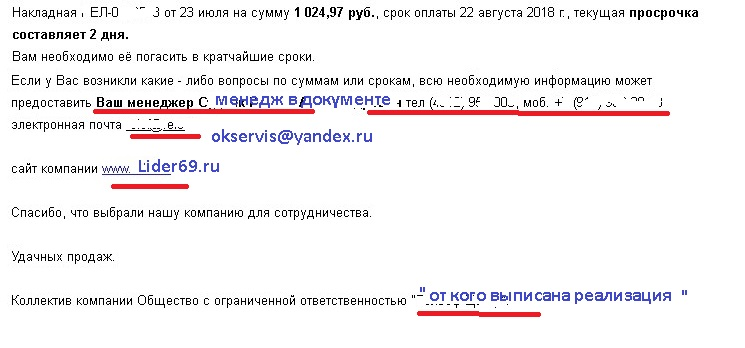 Накладная ЕЛ-0 3 от 23 июля на сумму 1 024,97 руб., срок оплаты 22 августа 2018 г., текущая просрочка
составляет 2 дня.
Вам необходимо её погасить в кратчайшие сроки.
Если у Вас возникли какие - либо вопросы по суммам или срокам, всю необходимую информацию может
предоставить Ваш менеджер С менедж в документе тел моб.
электронная почта
okservis@yandex.ru
сайт компании www. Lider69.ru
Спасибо, что выбрали нашу компанию для сотрудничества.
Удачных продаж.
Коллектив компании Общество с ограниченной ответственностью " " от кого выписана реализация "